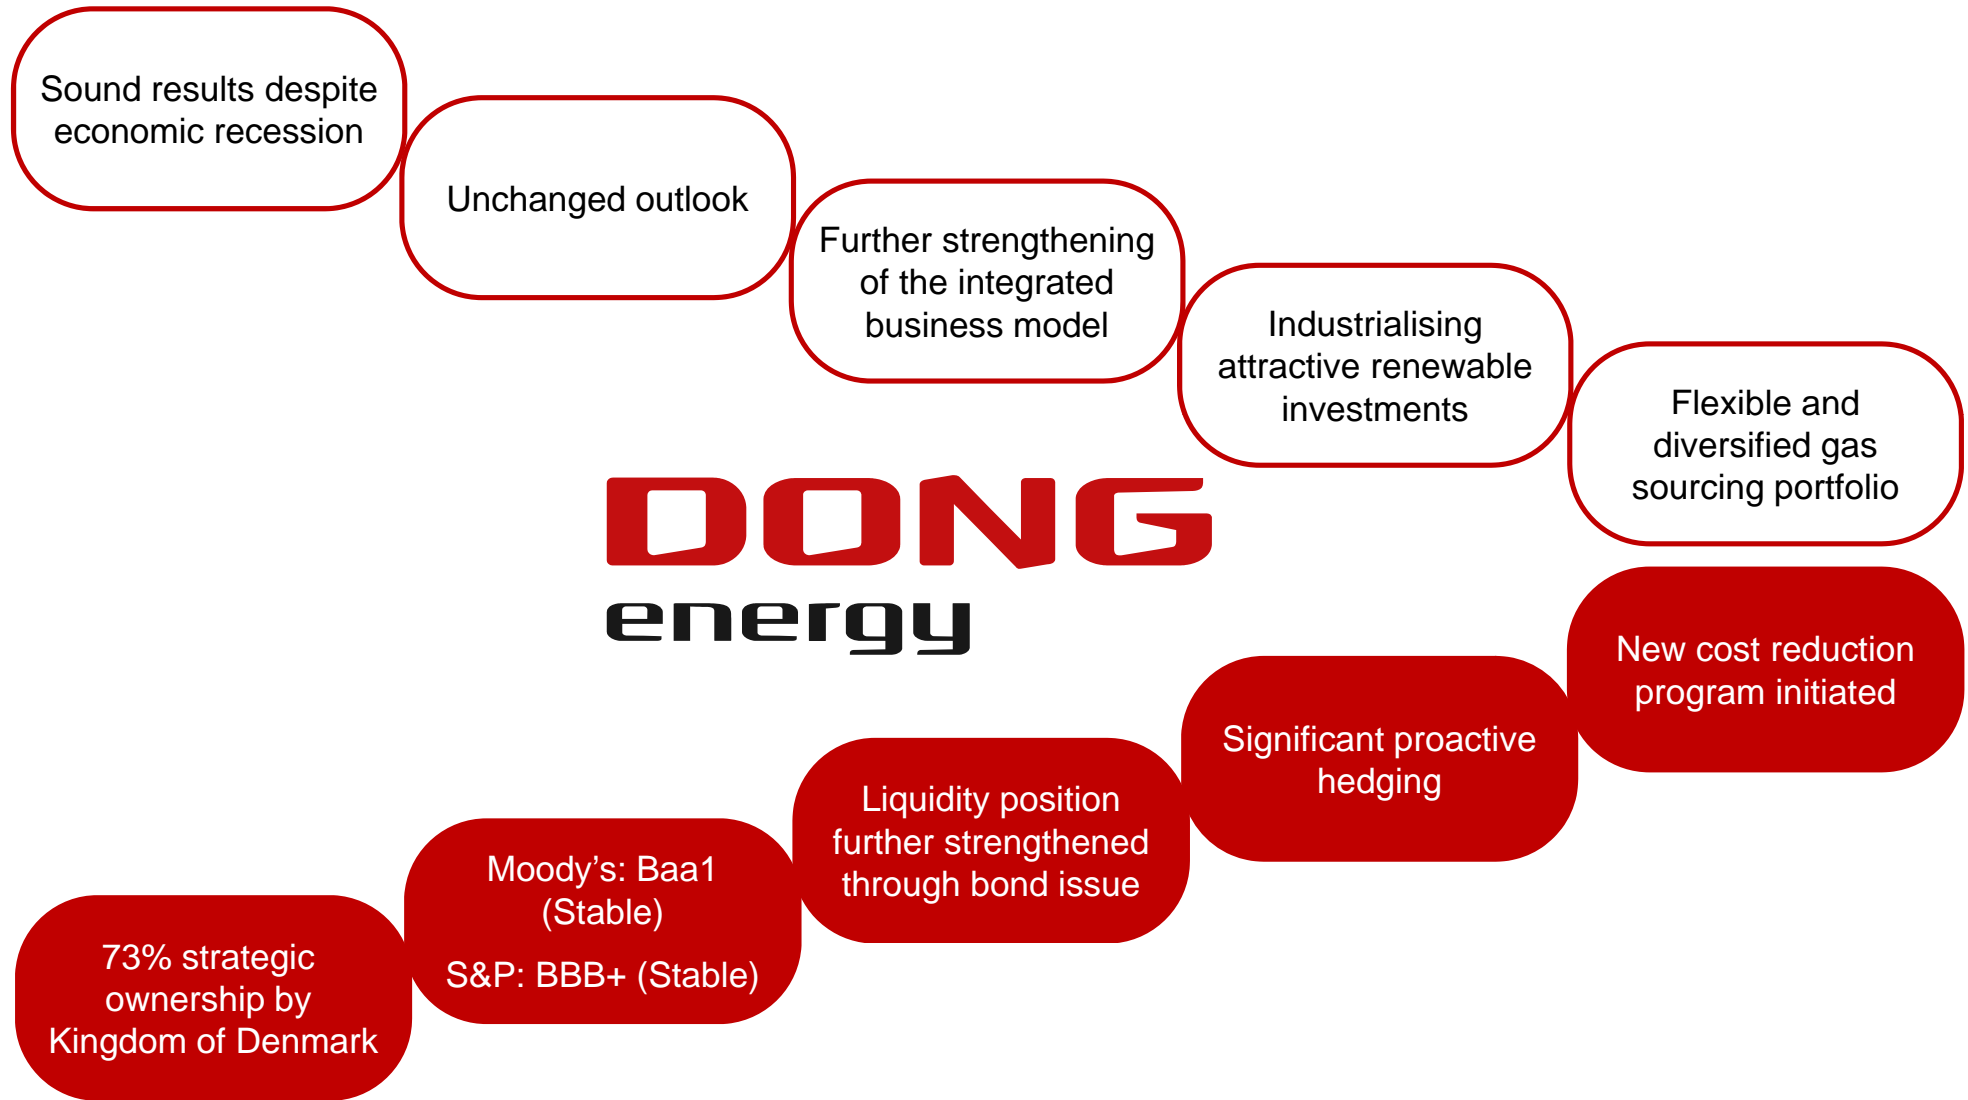 Sound results despite
economic recession
Unchanged outlook
Further strengthening
of the integrated
business model
Industrialising
attractive renewable
investments
Flexible and
diversified gas
sourcing portfolio
DONG
energy
New cost reduction
program initiated
Significant proactive
hedging
Liquidity position
further strengthened
through bond issue
Moody’s: Baa1
(Stable)
S&P: BBB+ (Stable)
73% strategic
ownership by
Kingdom of Denmark